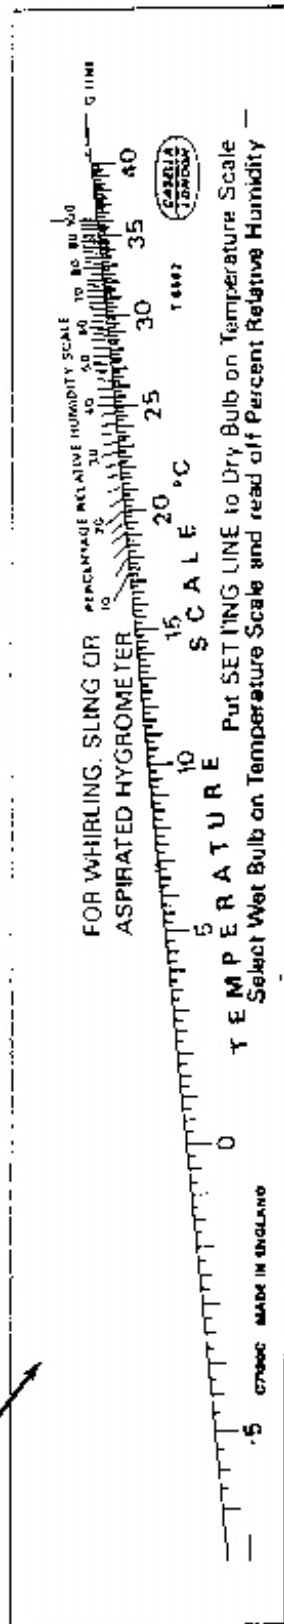 FOR WHIRLING, SLING OR
ASPIRATED HYGROMETER
PERCENTAGE RELATIVE HUMIDITY SCALE
10 20 30 40 50 60 70 80 90 100
G LINE
-5 0 5 10 15 20 25 30 35 40
TEMPERATURE SCALE °C
CASELLA
LONDON
Put SETTING LINE to Dry Bulb on Temperature Scale —
Select Wet Bulb on Temperature Scale and read off Percent Relative Humidity
MADE IN ENGLAND